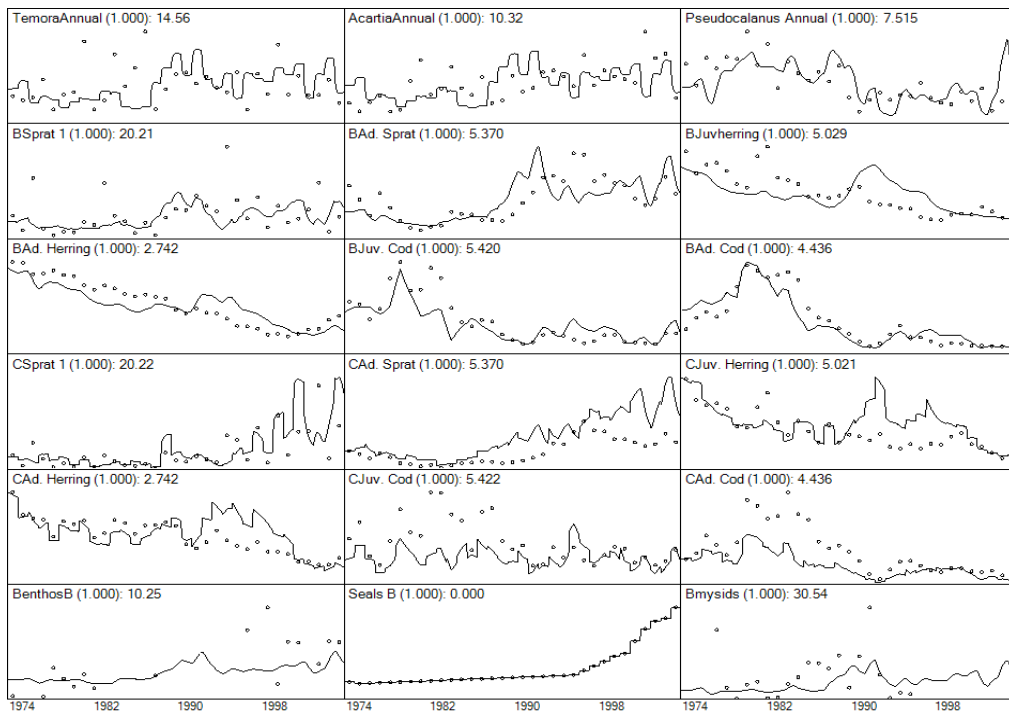 TemoraAnnual (1.000): 14.56
AcartiaAnnual (1.000): 10.32
Pseudocalanus Annual (1.000): 7.515
BSprat 1 (1.000): 20.21
BAd. Sprat (1.000): 5.370
BJuvherring (1.000): 5.029
BAd. Herring (1.000): 2.742
BJuv. Cod (1.000): 5.420
BAd. Cod (1.000): 4.436
CSprat 1 (1.000): 20.22
CAd. Sprat (1.000): 5.370
CJuv. Herring (1.000): 5.021
CAd. Herring (1.000): 2.742
CJuv. Cod (1.000): 5.422
CAd. Cod (1.000): 4.436
BenthosB (1.000): 10.25
Seals B (1.000): 0.000
Bmysids (1.000): 30.54
1974 1982 1990 1998
1974 1982 1990 1998
1974 1982 1990 1998